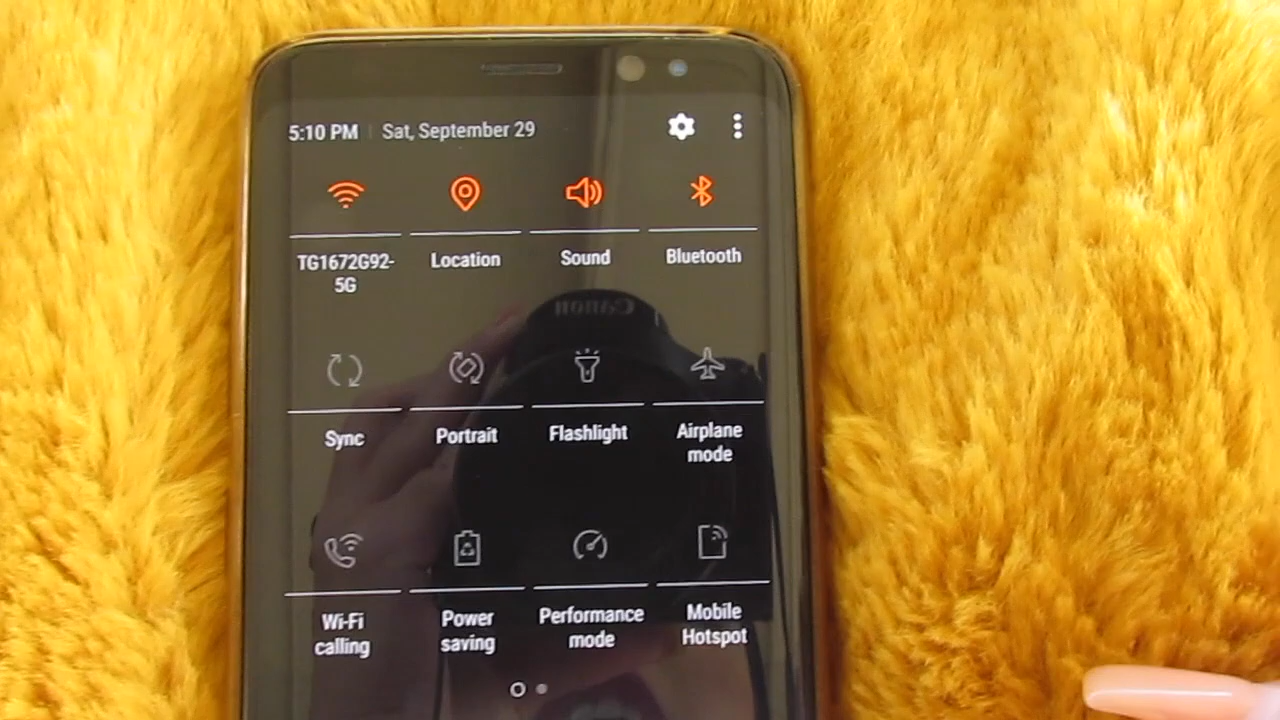 5:10 PM | Sat, September 29
TG1672G92-
5G
Location
Sound
Bluetooth
Canon
Sync
Portrait
Flashlight
Airplane
mode
Wi-Fi
calling
Power
saving
Performance
mode
Mobile
Hotspot